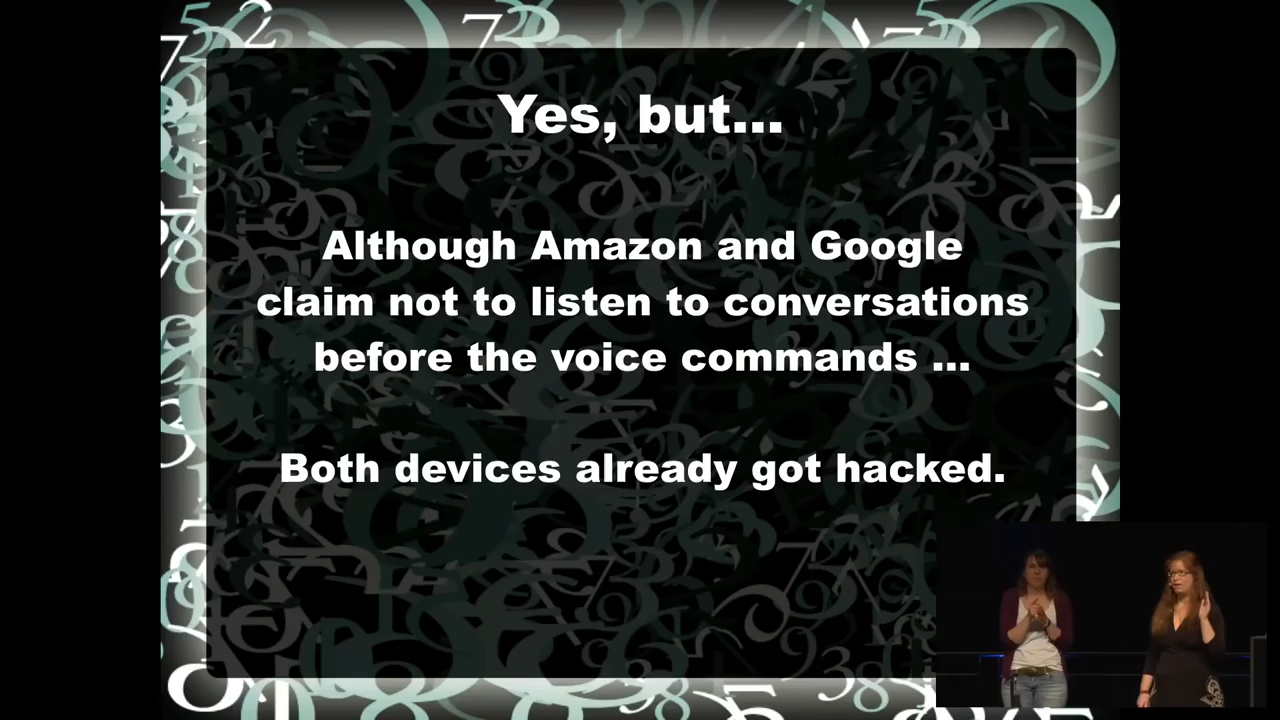 Yes, but...
Although Amazon and Google
claim not to listen to conversations
before the voice commands ...
Both devices already got hacked.